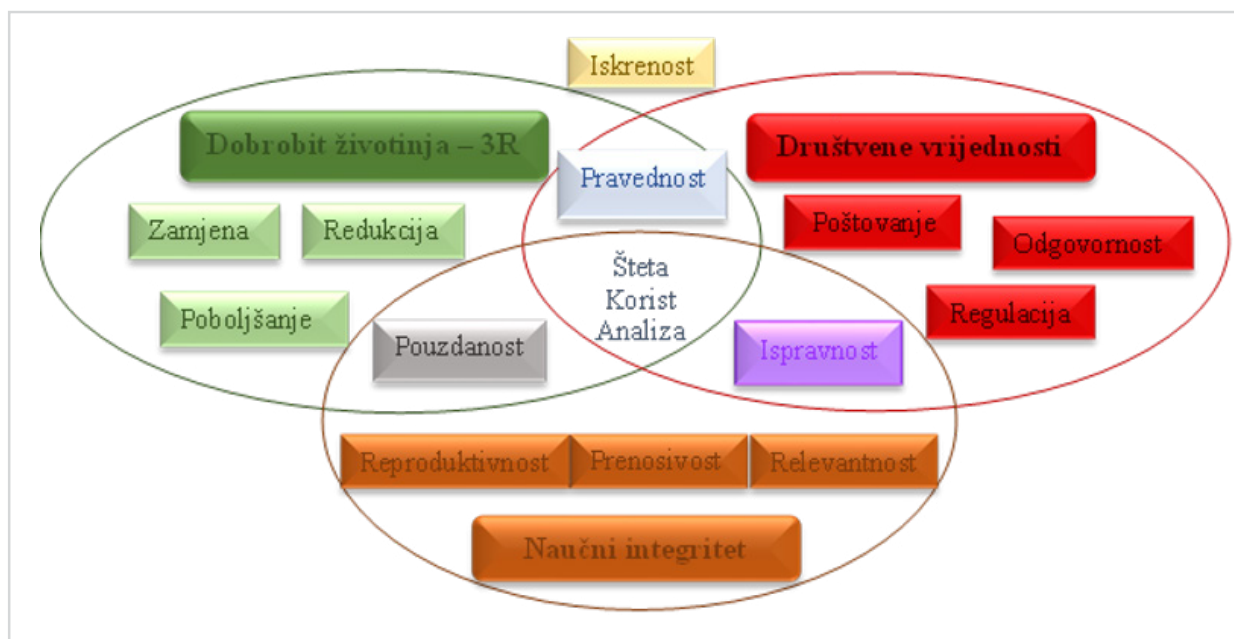 Iskrenost
Dobrobit životinja – 3R
Društvene vrijednosti
Pravednost
Zamjena
Redukcija
Poštovanje
Odgovornost
Šteta
Korist
Analiza
Poboljšanje
Regulacija
Pouzdanost
Ispravnost
Reproduktivnost
Prenosivost
Relevantnost
Naučni integritet